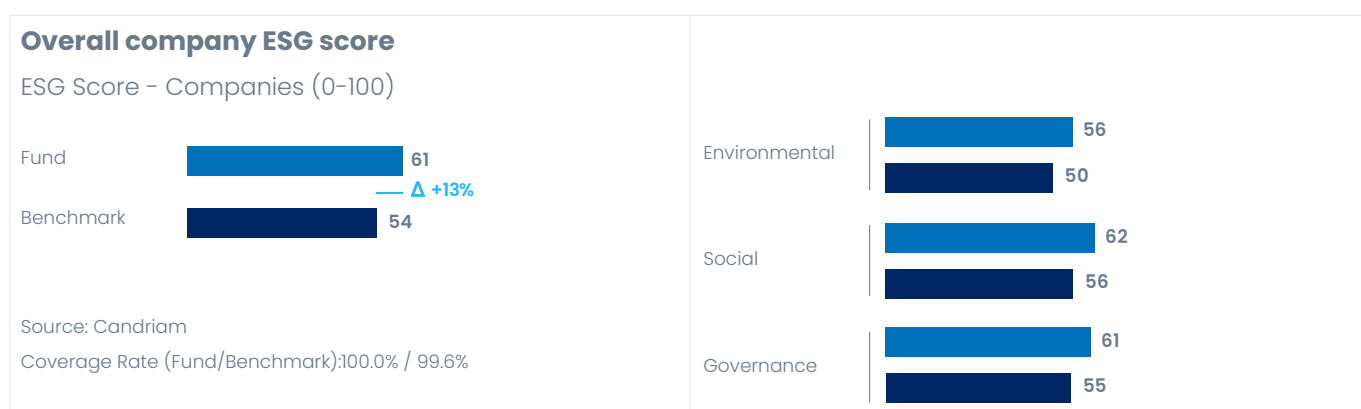 Overall company ESG score
ESG Score - Companies (0-100)
Fund
61
Δ +13%
Benchmark
54
Source: Candriam
Coverage Rate (Fund/Benchmark):100.0% / 99.6%
Environmental
56
50
Social
62
56
Governance
61
55